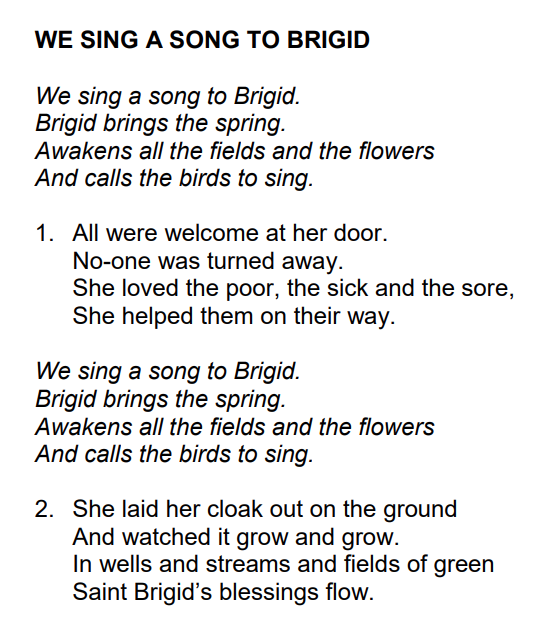 WE SING A SONG TO BRIGID
We sing a song to Brigid.
Brigid brings the spring.
Awakens all the fields and the flowers
And calls the birds to sing.
1. All were welcome at her door.
No-one was turned away.
She loved the poor, the sick and the sore,
She helped them on their way.
We sing a song to Brigid.
Brigid brings the spring.
Awakens all the fields and the flowers
And calls the birds to sing.
2. She laid her cloak out on the ground
And watched it grow and grow.
In wells and streams and fields of green
Saint Brigid’s blessings flow.